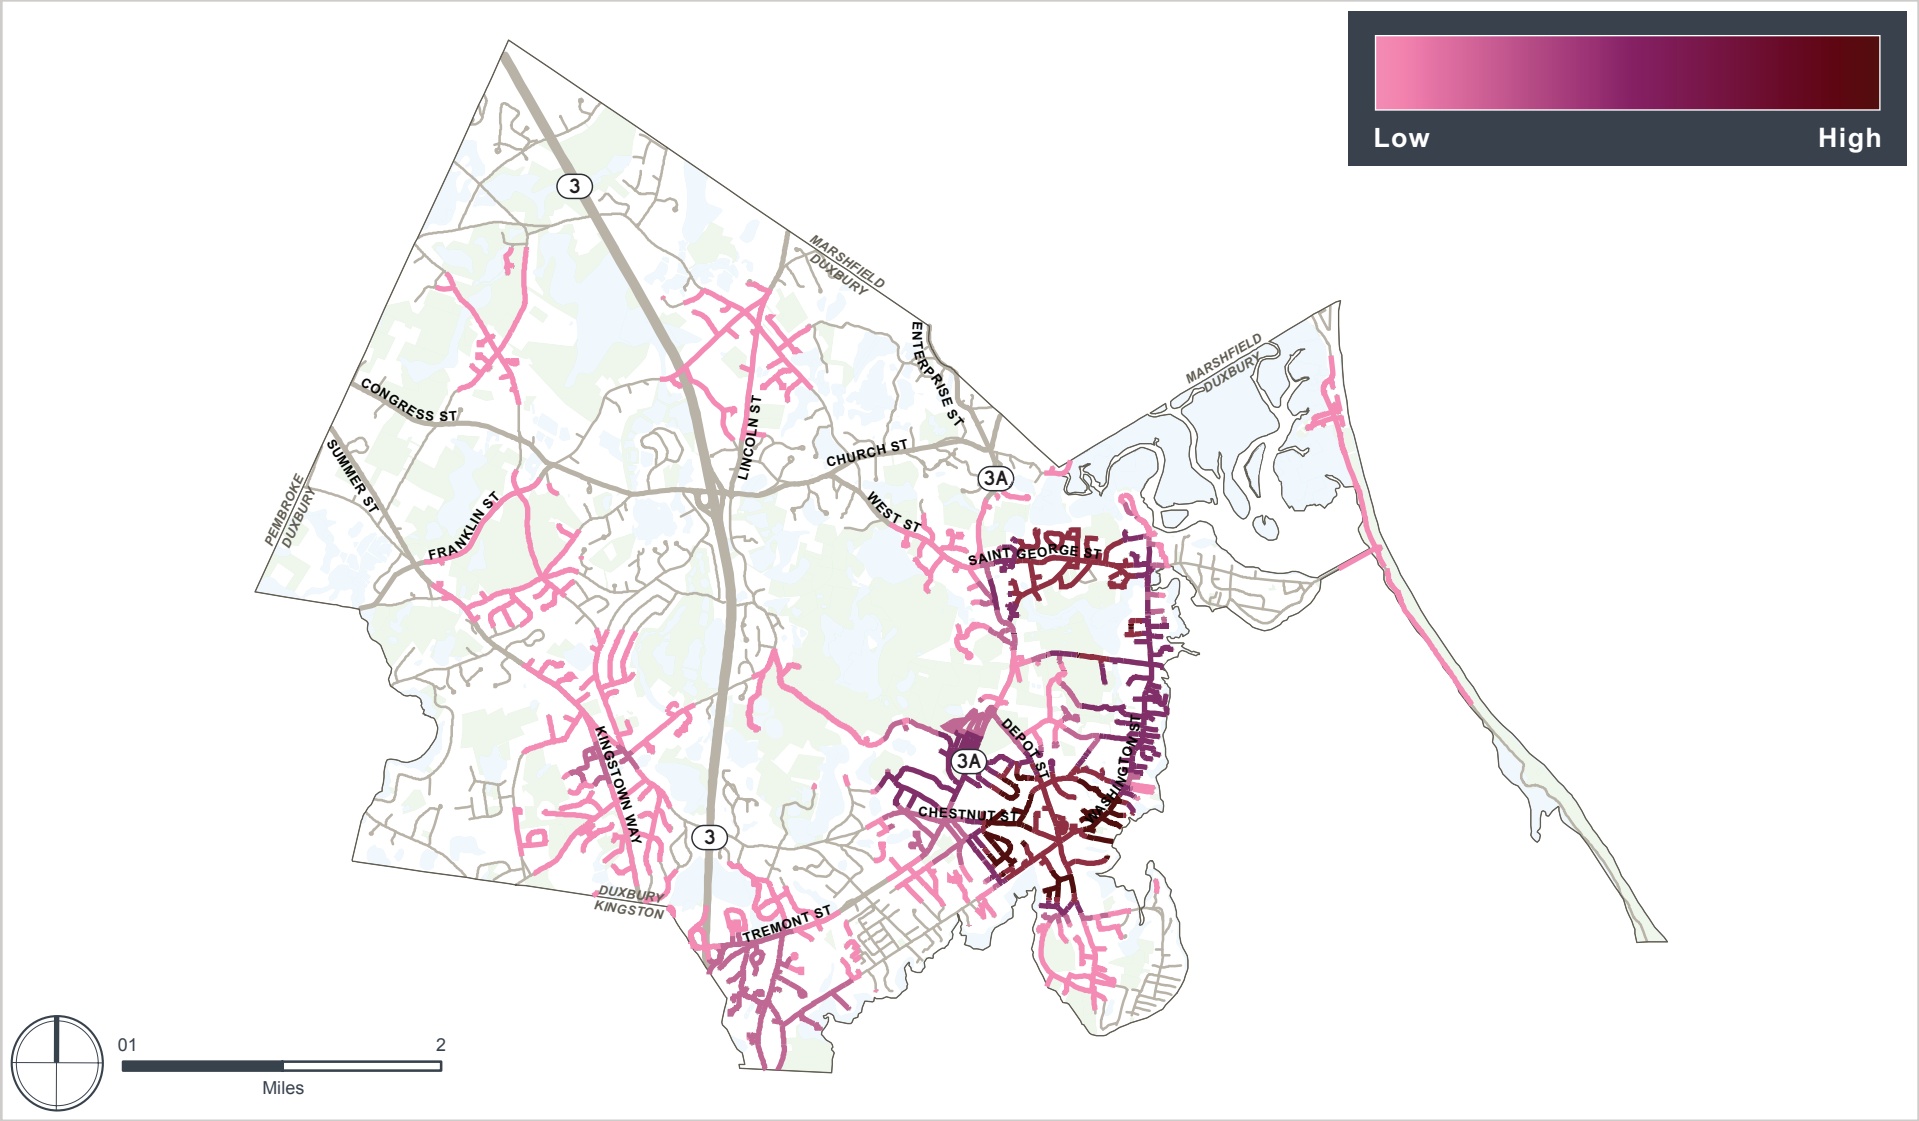 Low High
3
MARSHFIELD
DUXBURY
ENTERPRISE ST
MARSHFIELD
DUXBURY
CONGRESS ST
LINCOLN ST
SUMMER ST
CHURCH ST
3A
PEMBROKE
DUXBURY
FRANKLIN ST
WEST ST
SAINT GEORGE ST
DEPOT ST
WASHINGTON ST
KINGSTOWN WAY
3A
CHESTNUT ST
3
DUXBURY
KINGSTON
TREMONT ST
01 2
Miles